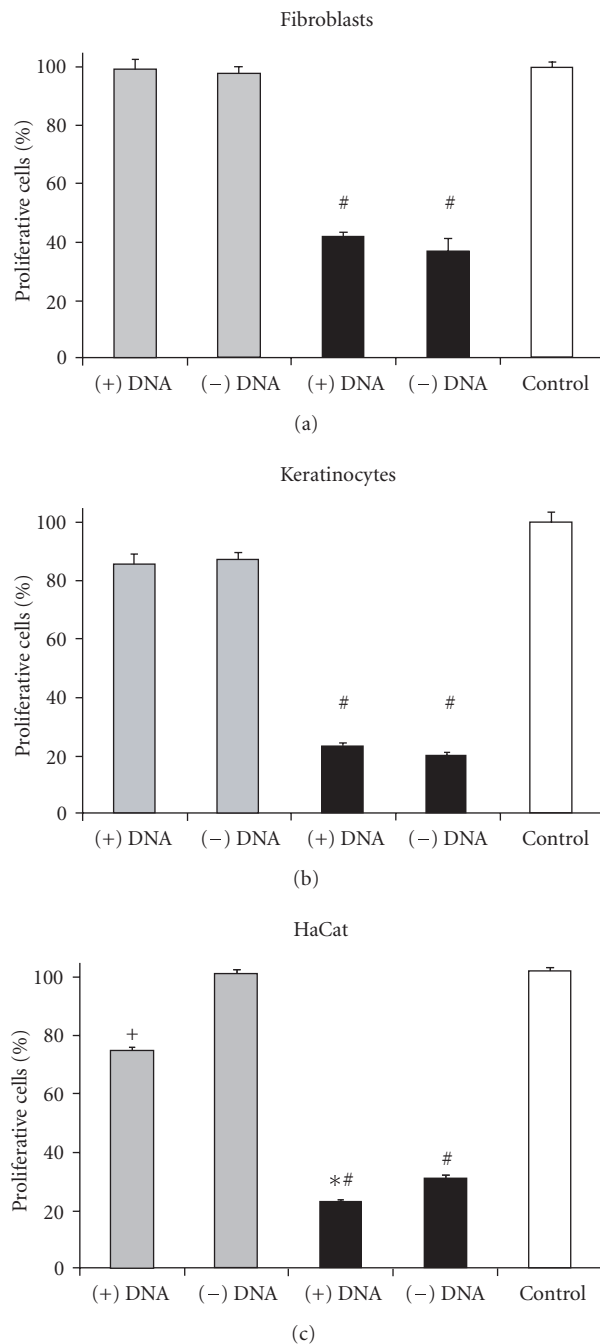 Fibroblasts
Proliferative cells (%)
100
80
60
40
20
0
# #
(+) DNA (−) DNA (+) DNA (−) DNA Control
(a)
Keratinocytes
Proliferative cells (%)
100
80
60
40
20
0
# #
(+) DNA (−) DNA (+) DNA (−) DNA Control
(b)
HaCat
Proliferative cells (%)
100
80
60
40
20
0
+ *# #
(+) DNA (−) DNA (+) DNA (−) DNA Control
(c)